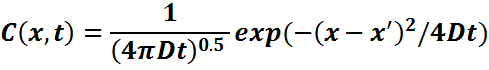 C(x, t) = 1/(4πDt)^0.5 exp(−(x − x′)²/4Dt)